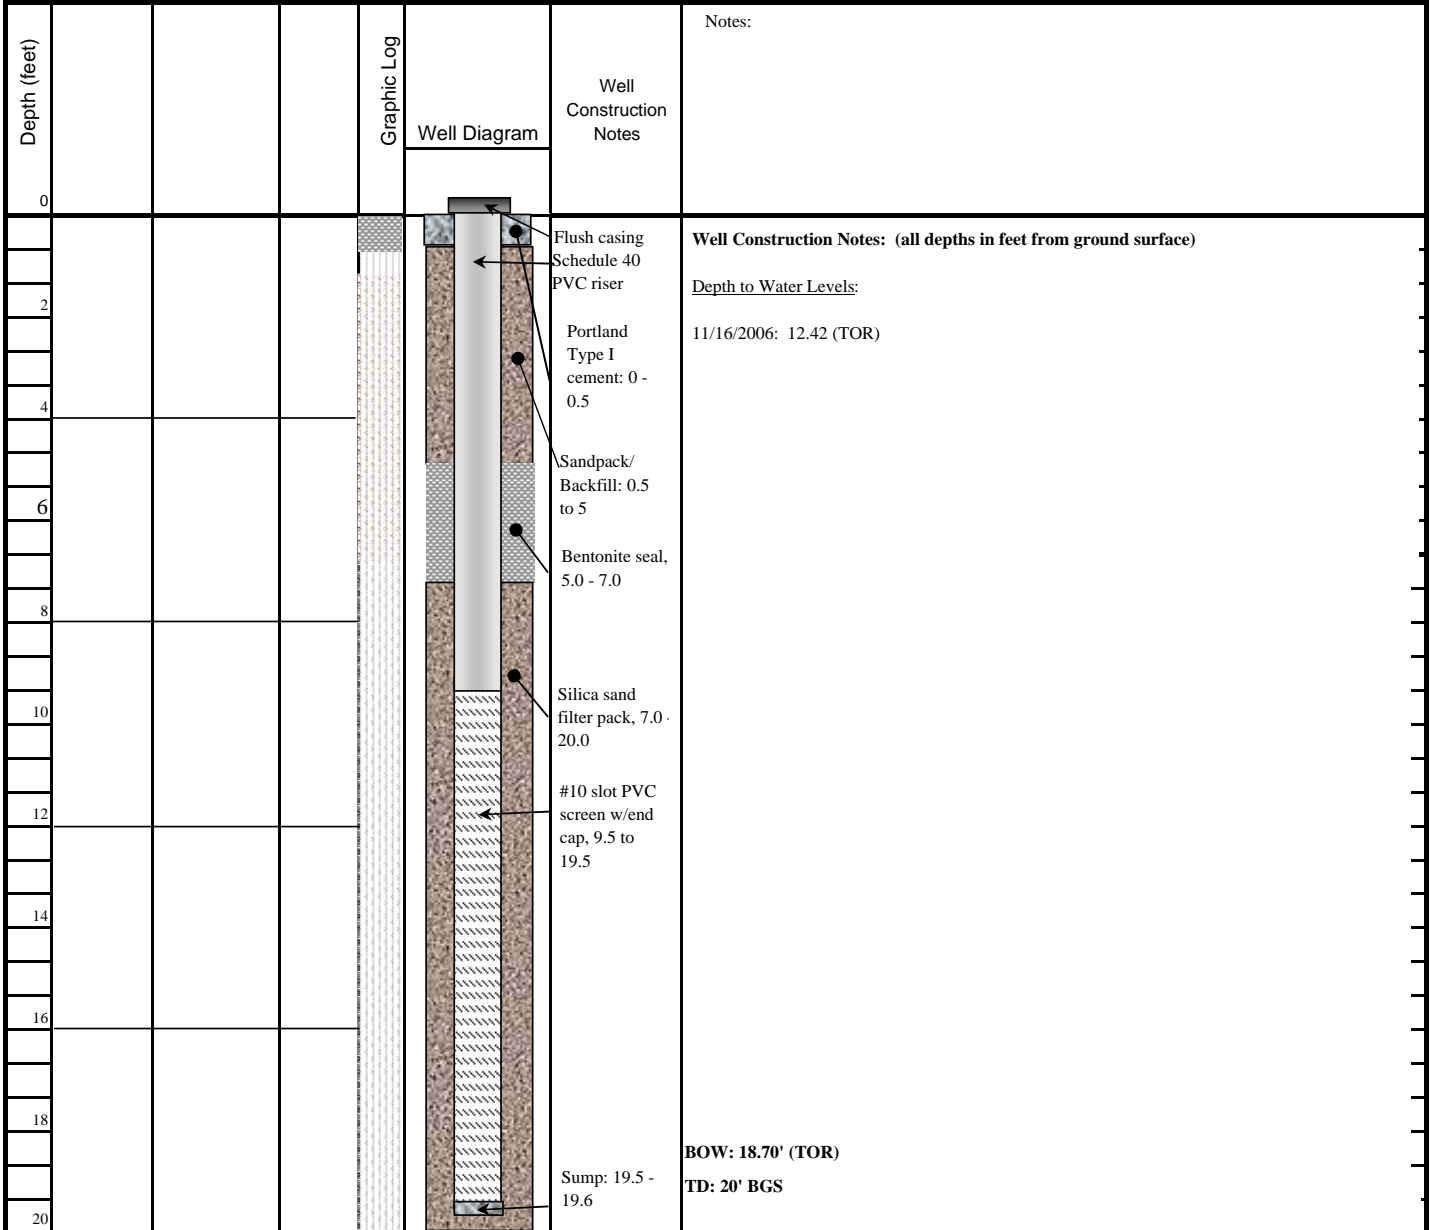 Depth (feet)
Graphic Log
Well Diagram
Well
Construction
Notes
Notes:
0
2
4
6
8
10
12
14
16
18
20
Flush casing
Schedule 40
PVC riser
Portland
Type I
cement: 0 -
0.5
Sandpack/
Backfill: 0.5
to 5
Bentonite seal,
5.0 - 7.0
Silica sand
filter pack, 7.0 -
20.0
#10 slot PVC
screen w/end
cap, 9.5 to
19.5
Sump: 19.5 -
19.6
Well Construction Notes: (all depths in feet from ground surface)
Depth to Water Levels:
11/16/2006: 12.42 (TOR)
BOW: 18.70' (TOR)
TD: 20' BGS